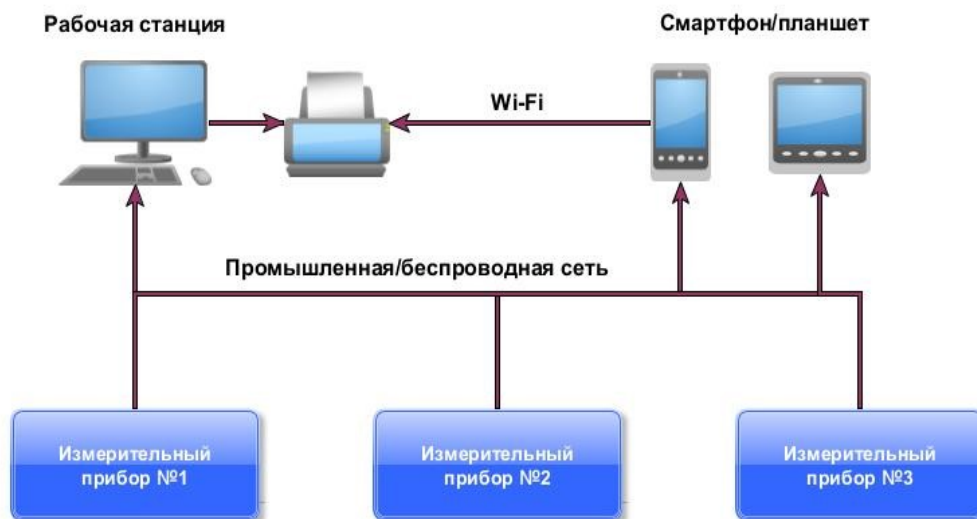 Рабочая станция
Смартфон/планшет
Wi-Fi
Промышленная/беспроводная сеть
Измерительный
прибор №1
Измерительный
прибор №2
Измерительный
прибор №3